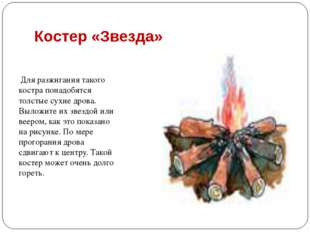 Костер «Звезда»
Для разжигания такого
костра понадобятся
толстые сухие дрова.
Выложите их звездой или
веером, как это показано
на рисунке. По мере
прогорания дрова
сдвигают к центру. Такой
костер может очень долго
гореть.